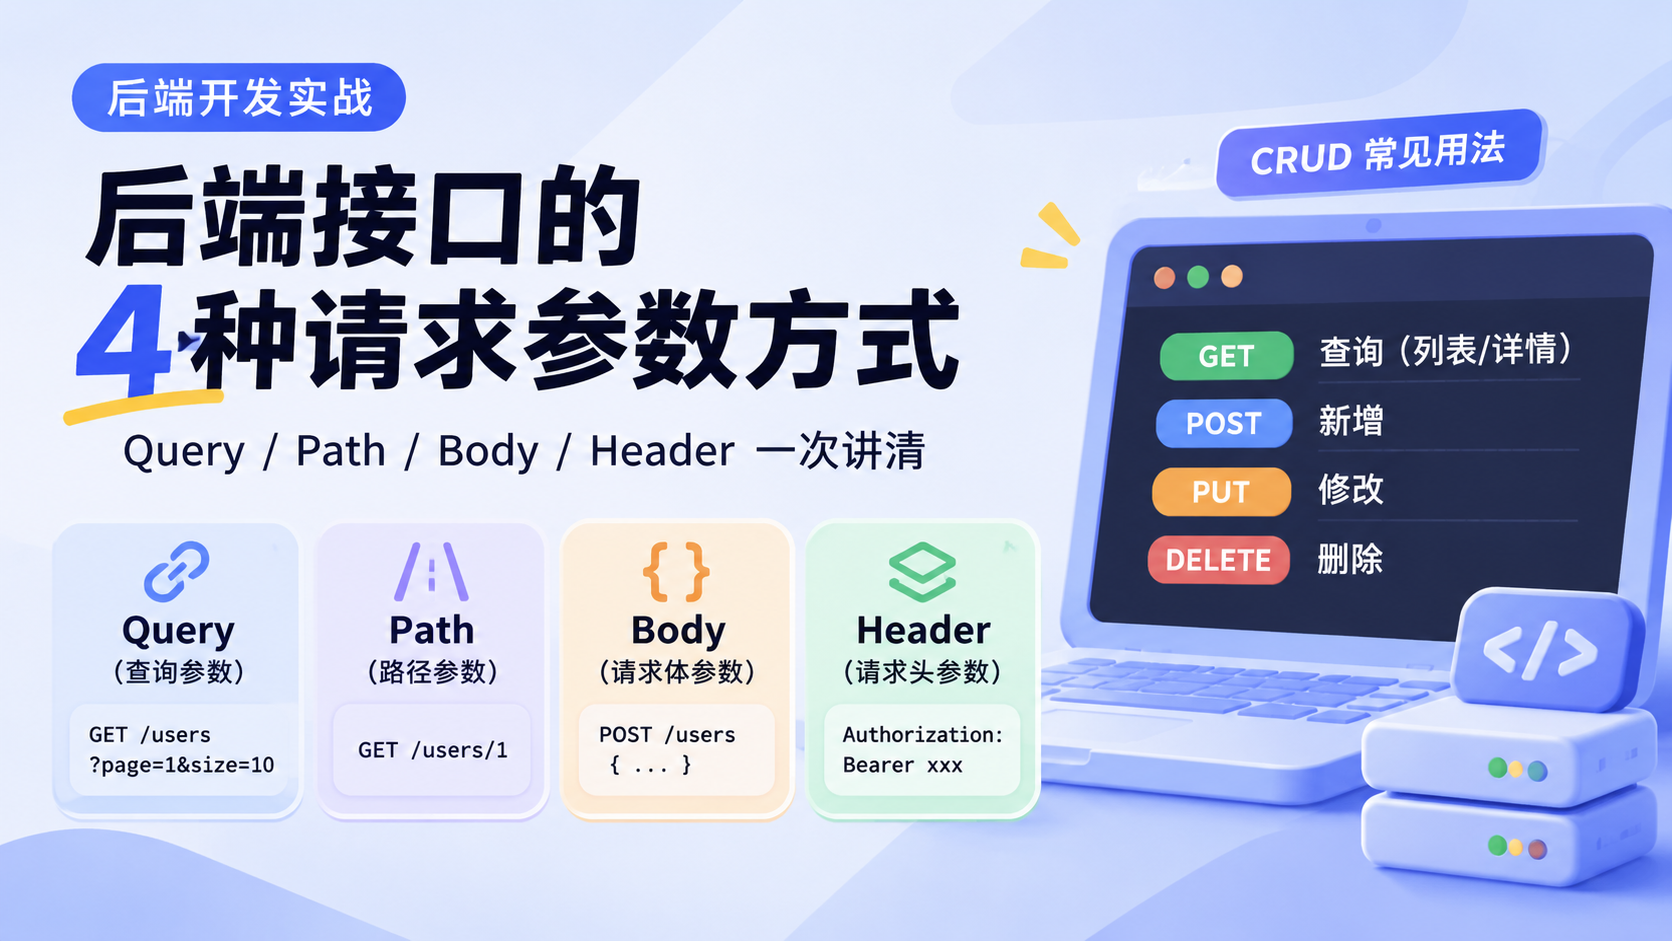 后端开发实战
后端接口的
4种请求参数方式
Query / Path / Body / Header 一次讲清
Query
(查询参数)
GET /users
?page=1&size=10
Path
(路径参数)
GET /users/1
Body
(请求体参数)
POST /users
{ ... }
Header
(请求头参数)
Authorization:
Bearer xxx
CRUD 常见用法
GET 查询（列表/详情）
POST 新增
PUT 修改
DELETE 删除
</>